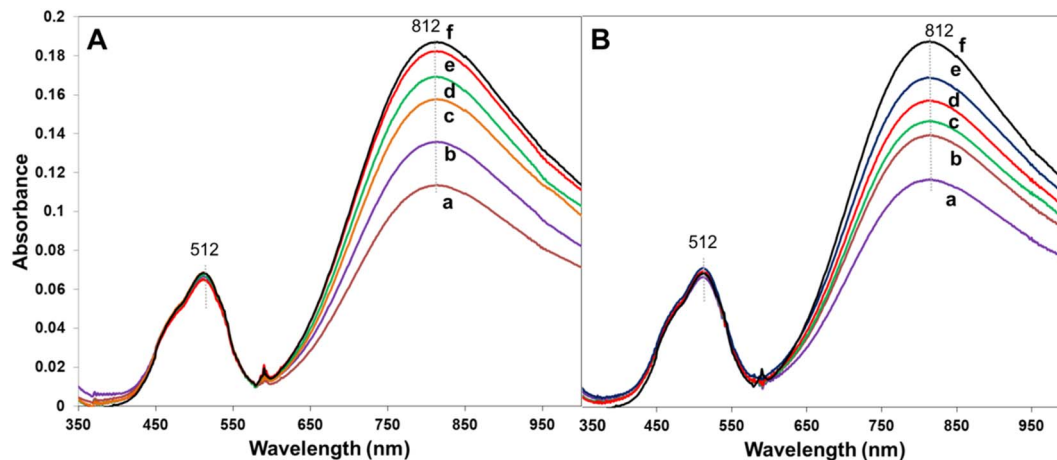 A
B
Absorbance
0.2
0.18
0.16
0.14
0.12
0.1
0.08
0.06
0.04
0.02
0
812
f
e
d
c
b
a
512
350 450 550 650 750 850 950
Wavelength (nm)
812
f
e
d
c
b
a
512
350 450 550 650 750 850 950
Wavelength (nm)